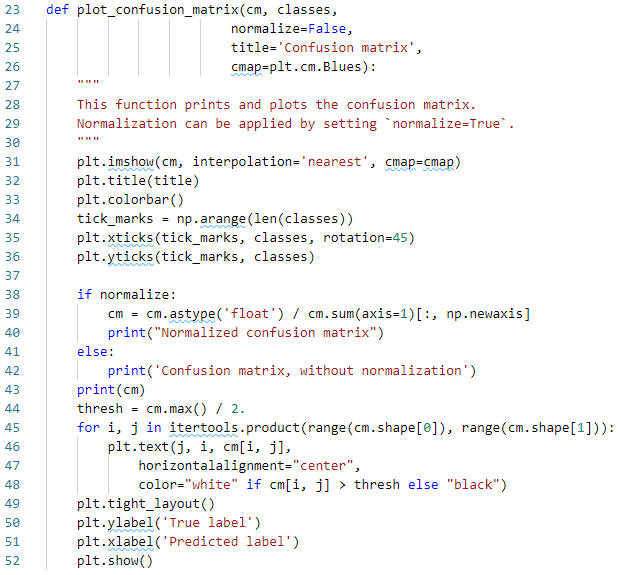 23 def plot_confusion_matrix(cm, classes,
24                         normalize=False,
25                         title='Confusion matrix',
26                         cmap=plt.cm.Blues):
27     """
28     This function prints and plots the confusion matrix.
29     Normalization can be applied by setting `normalize=True`.
30     """
31     plt.imshow(cm, interpolation='nearest', cmap=cmap)
32     plt.title(title)
33     plt.colorbar()
34     tick_marks = np.arange(len(classes))
35     plt.xticks(tick_marks, classes, rotation=45)
36     plt.yticks(tick_marks, classes)
37
38     if normalize:
39         cm = cm.astype('float') / cm.sum(axis=1)[:, np.newaxis]
40         print("Normalized confusion matrix")
41     else:
42         print('Confusion matrix, without normalization')
43     print(cm)
44     thresh = cm.max() / 2.
45     for i, j in itertools.product(range(cm.shape[0]), range(cm.shape[1])):
46         plt.text(j, i, cm[i, j],
47             horizontalalignment="center",
48             color="white" if cm[i, j] > thresh else "black")
49     plt.tight_layout()
50     plt.ylabel('True label')
51     plt.xlabel('Predicted label')
52     plt.show()